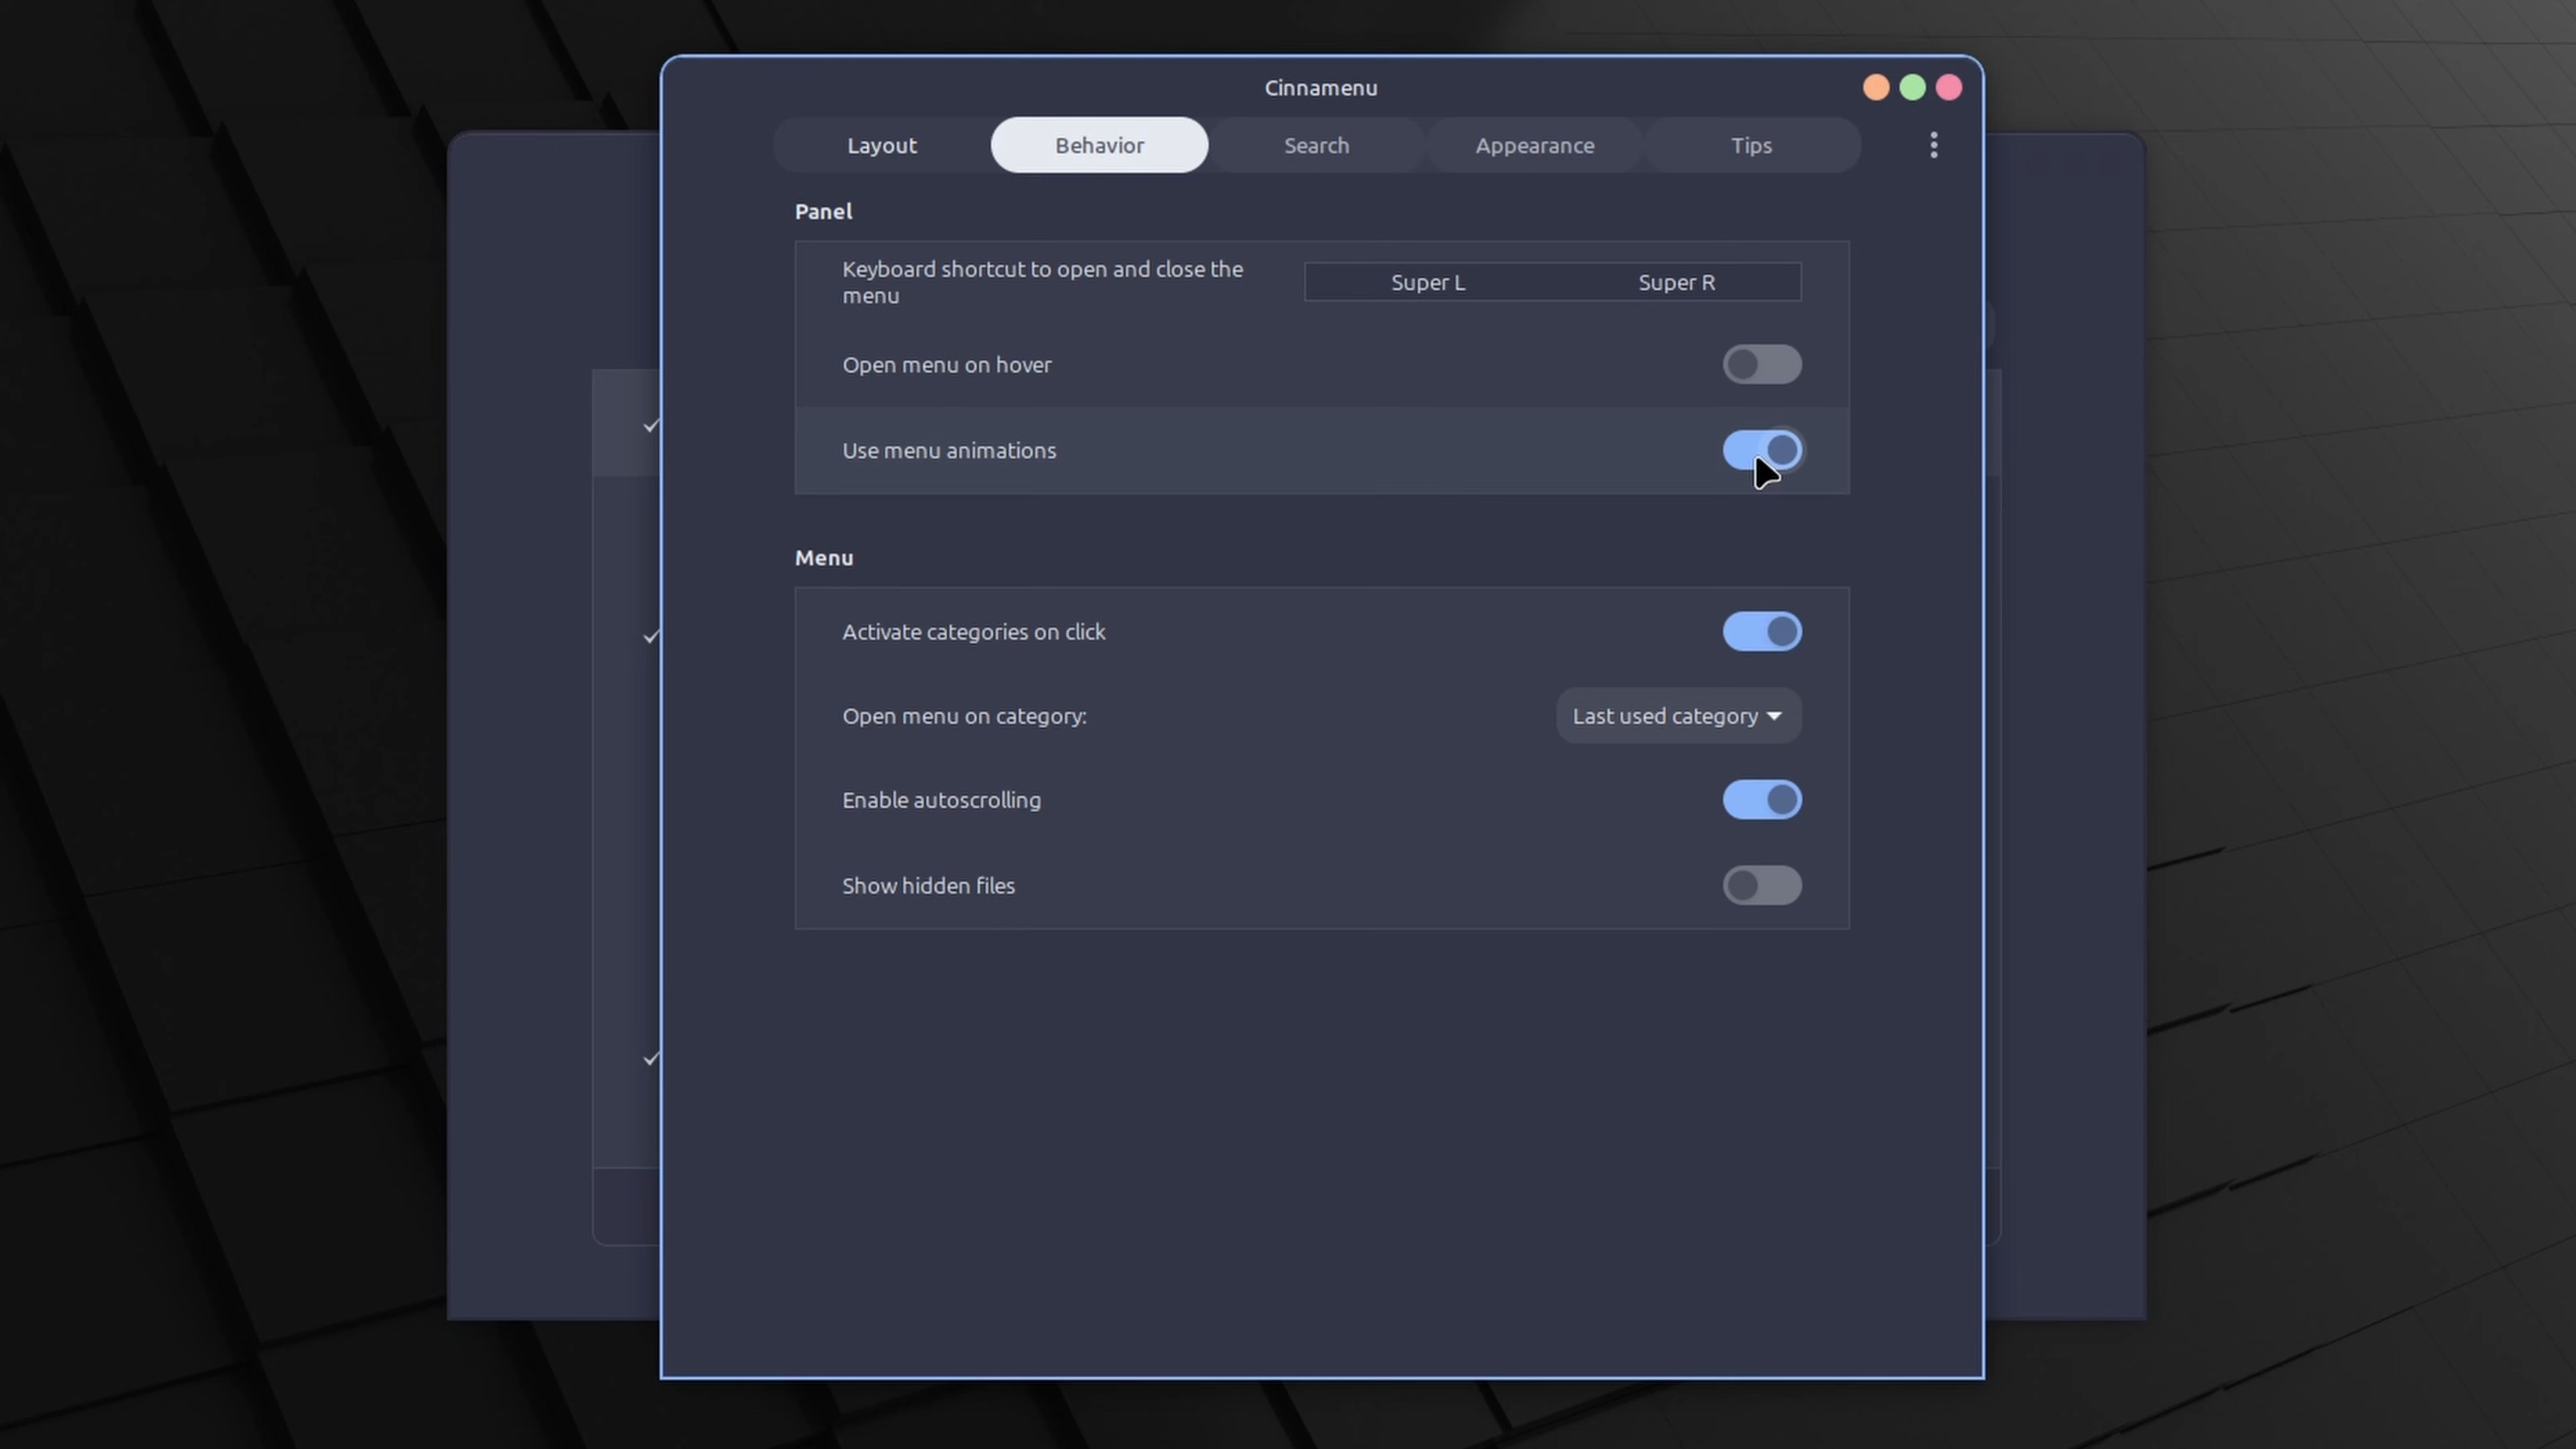 Cinnamenu
Layout Behavior Search Appearance Tips
Panel
Keyboard shortcut to open and close the
menu
Super L Super R
Open menu on hover
Use menu animations
Menu
Activate categories on click
Open menu on category: Last used category
Enable autoscrolling
Show hidden files